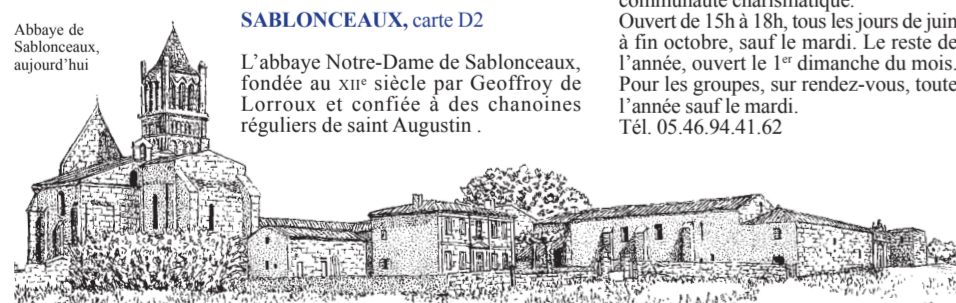 Abbaye de
Sablonceaux,
aujourd'hui
SABLONCEAUX, carte D2
L'abbaye Notre-Dame de Sablonceaux,
fondée au XIIe siècle par Geoffroy de
Lorroux et confiée à des chanoines
réguliers de saint Augustin .
communauté charismatique.
Ouvert de 15h à 18h, tous les jours de juin
à fin octobre, sauf le mardi. Le reste de
l'année, ouvert le 1er dimanche du mois.
Pour les groupes, sur rendez-vous, toute
l'année sauf le mardi.
Tél. 05.46.94.41.62